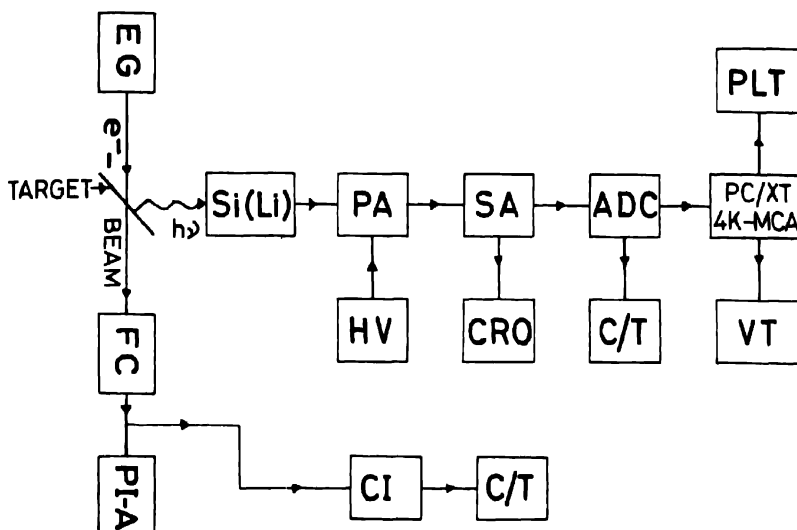 EG
PLT
e⁻
TARGET
Si(Li)
PA
SA
ADC
PC/XT
4K-MCA
hν
BEAM
HV
CRO
C/T
VT
FC
PI-A
CI
C/T